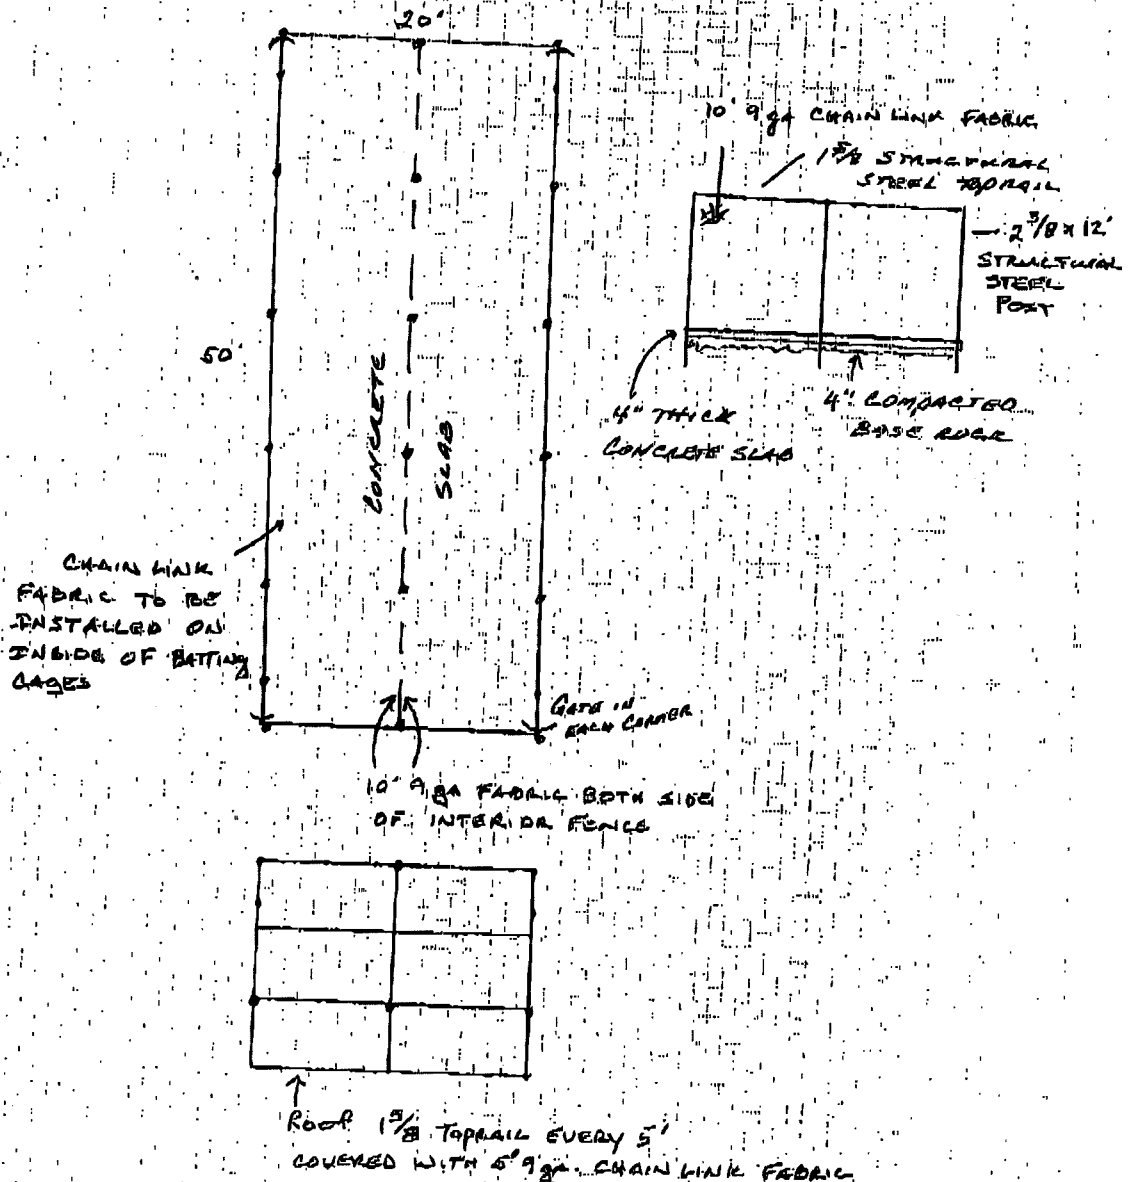 20'
10' 9 ga CHAIN LINK FABRIC
1 5/8 STRUCTURAL
STEEL TOPRAIL
2 3/8 x 12'
STRUCTURAL
STEEL
POST
50'
CONCRETE
SLAB
4" THICK
CONCRETE SLAB
4" COMPACTED
BASE ROCK
CHAIN LINK
FABRIC TO BE
INSTALLED ON
INSIDE OF BATTING
CAGES
GATE IN
EACH CORNER
10' 9 ga FABRIC BOTH SIDE
OF INTERIOR FENCE
Roof 1 5/8 TOPRAIL EVERY 5'
COVERED WITH 5' 9 ga. CHAIN LINK FABRIC